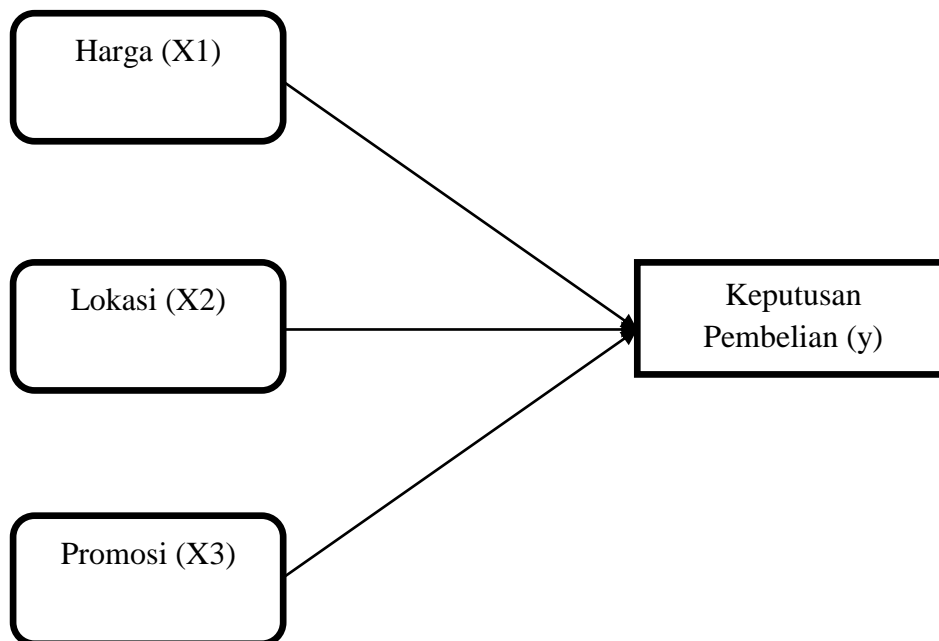 Harga (X1)
Lokasi (X2)
Keputusan
Pembelian (y)
Promosi (X3)